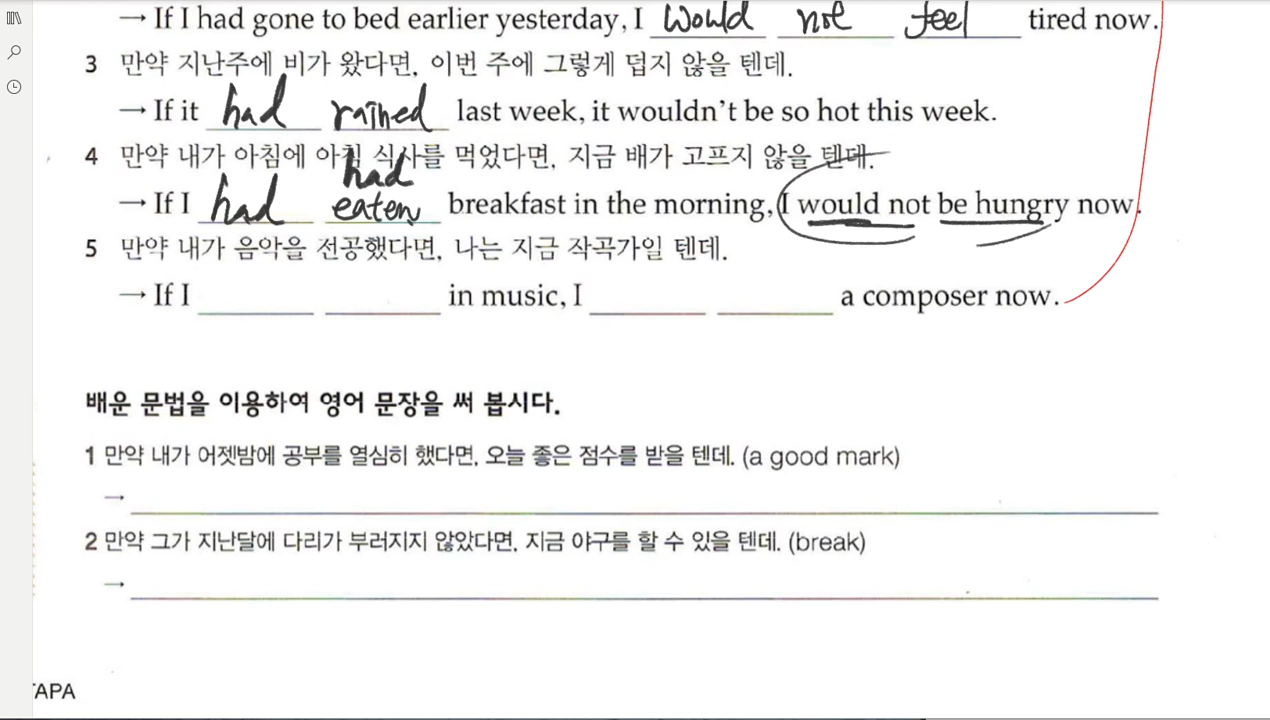 → If I had gone to bed earlier yesterday, I would not feel tired now.
3 만약 지난주에 비가 왔다면, 이번 주에 그렇게 덥지 않을 텐데.
→ If it had rained last week, it wouldn't be so hot this week.
4 만약 내가 아침에 아침 식사를 먹었다면, 지금 배가 고프지 않을 텐데.
had
→ If I had eaten breakfast in the morning, I would not be hungry now.
5 만약 내가 음악을 전공했다면, 나는 지금 작곡가일 텐데.
→ If I ____ ____ in music, I ____ ____ a composer now.
배운 문법을 이용하여 영어 문장을 써 봅시다.
1 만약 내가 어젯밤에 공부를 열심히 했다면, 오늘 좋은 점수를 받을 텐데. (a good mark)
→
2 만약 그가 지난달에 다리가 부러지지 않았다면, 지금 야구를 할 수 있을 텐데. (break)
→
TAPA